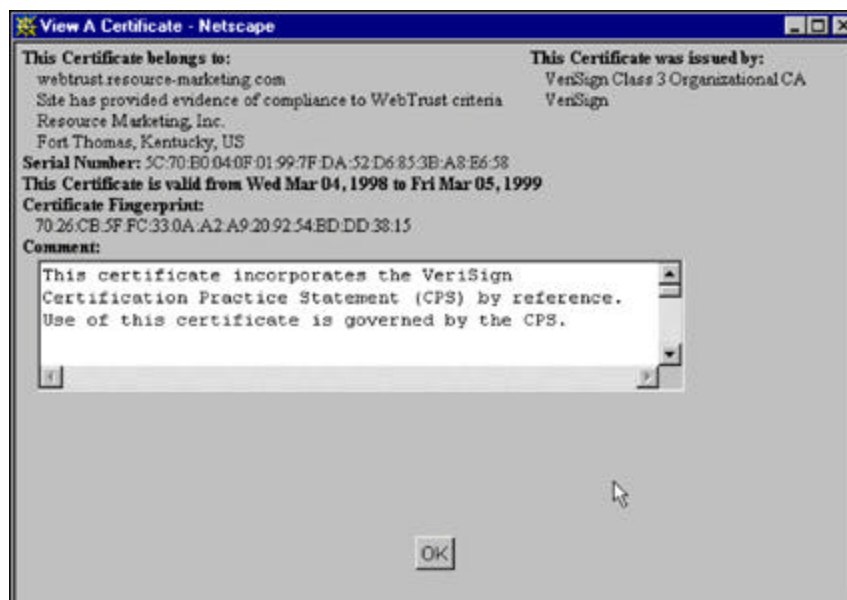 View A Certificate - Netscape
This Certificate belongs to:
webtrust.resource-marketing.com
Site has provided evidence of compliance to WebTrust criteria
Resource Marketing, Inc.
Fort Thomas, Kentucky, US
This Certificate was issued by:
VeriSign Class 3 Organizational CA
VeriSign
Serial Number: 5C:70:B0:04:0F:01:99:7F:DA:52:D6:85:3B:A8:E6:58
This Certificate is valid from Wed Mar 04, 1998 to Fri Mar 05, 1999
Certificate Fingerprint:
70:26:CB:5F:FC:33:0A:A2:A9:20:92:54:BD:DD:38:15
Comment:
This certificate incorporates the VeriSign
Certification Practice Statement (CPS) by reference.
Use of this certificate is governed by the CPS.
OK